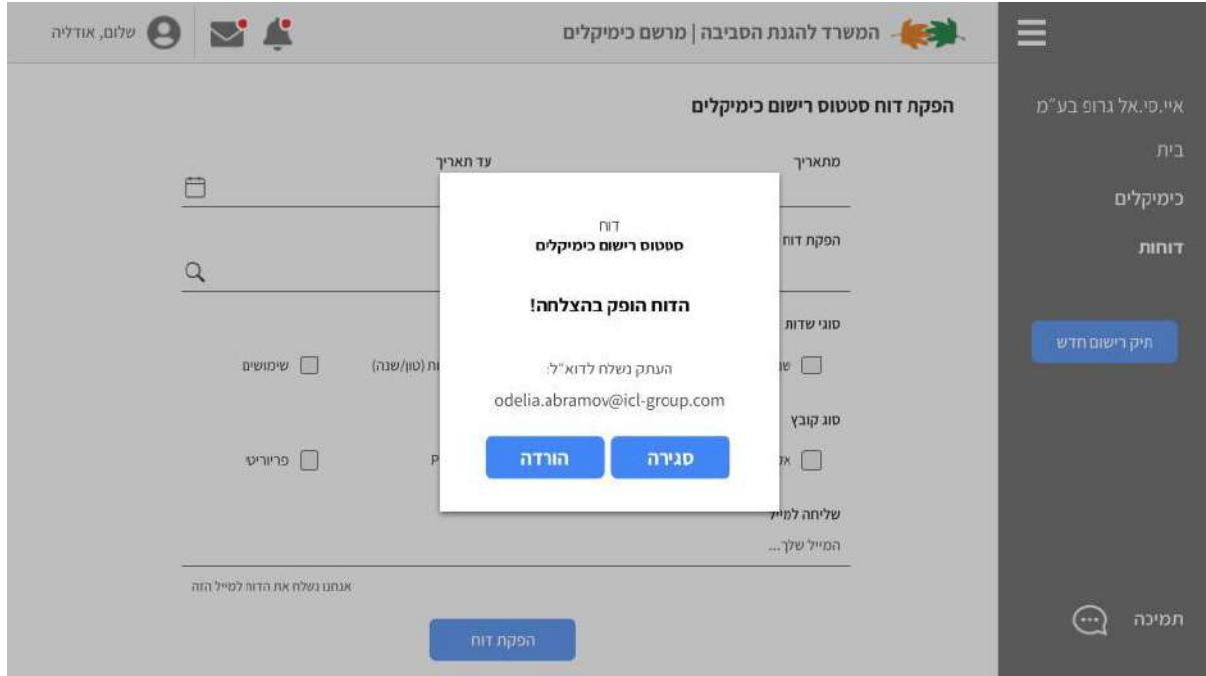 המשרד להגנת הסביבה | מרשם כימיקלים
שלום, אודליה
איי.סי.אל גרופ בע״מ
בית
כימיקלים
דוחות
תיק רישום חדש
תמיכה
הפקת דוח סטטוס רישום כימיקלים
מתאריך
עד תאריך
הפקת דוח
סוגי שדות
(טון/שנה)
שימושים
סוג קובץ
P
פריוריטי
שליחה למייל
המייל שלך...
אנחנו נשלח את הדוח למייל הזה
הפקת דוח
דוח
סטטוס רישום כימיקלים
הדוח הופק בהצלחה!
העתק נשלח לדוא״ל:
odelia.abramov@icl-group.com
סגירה
הורדה